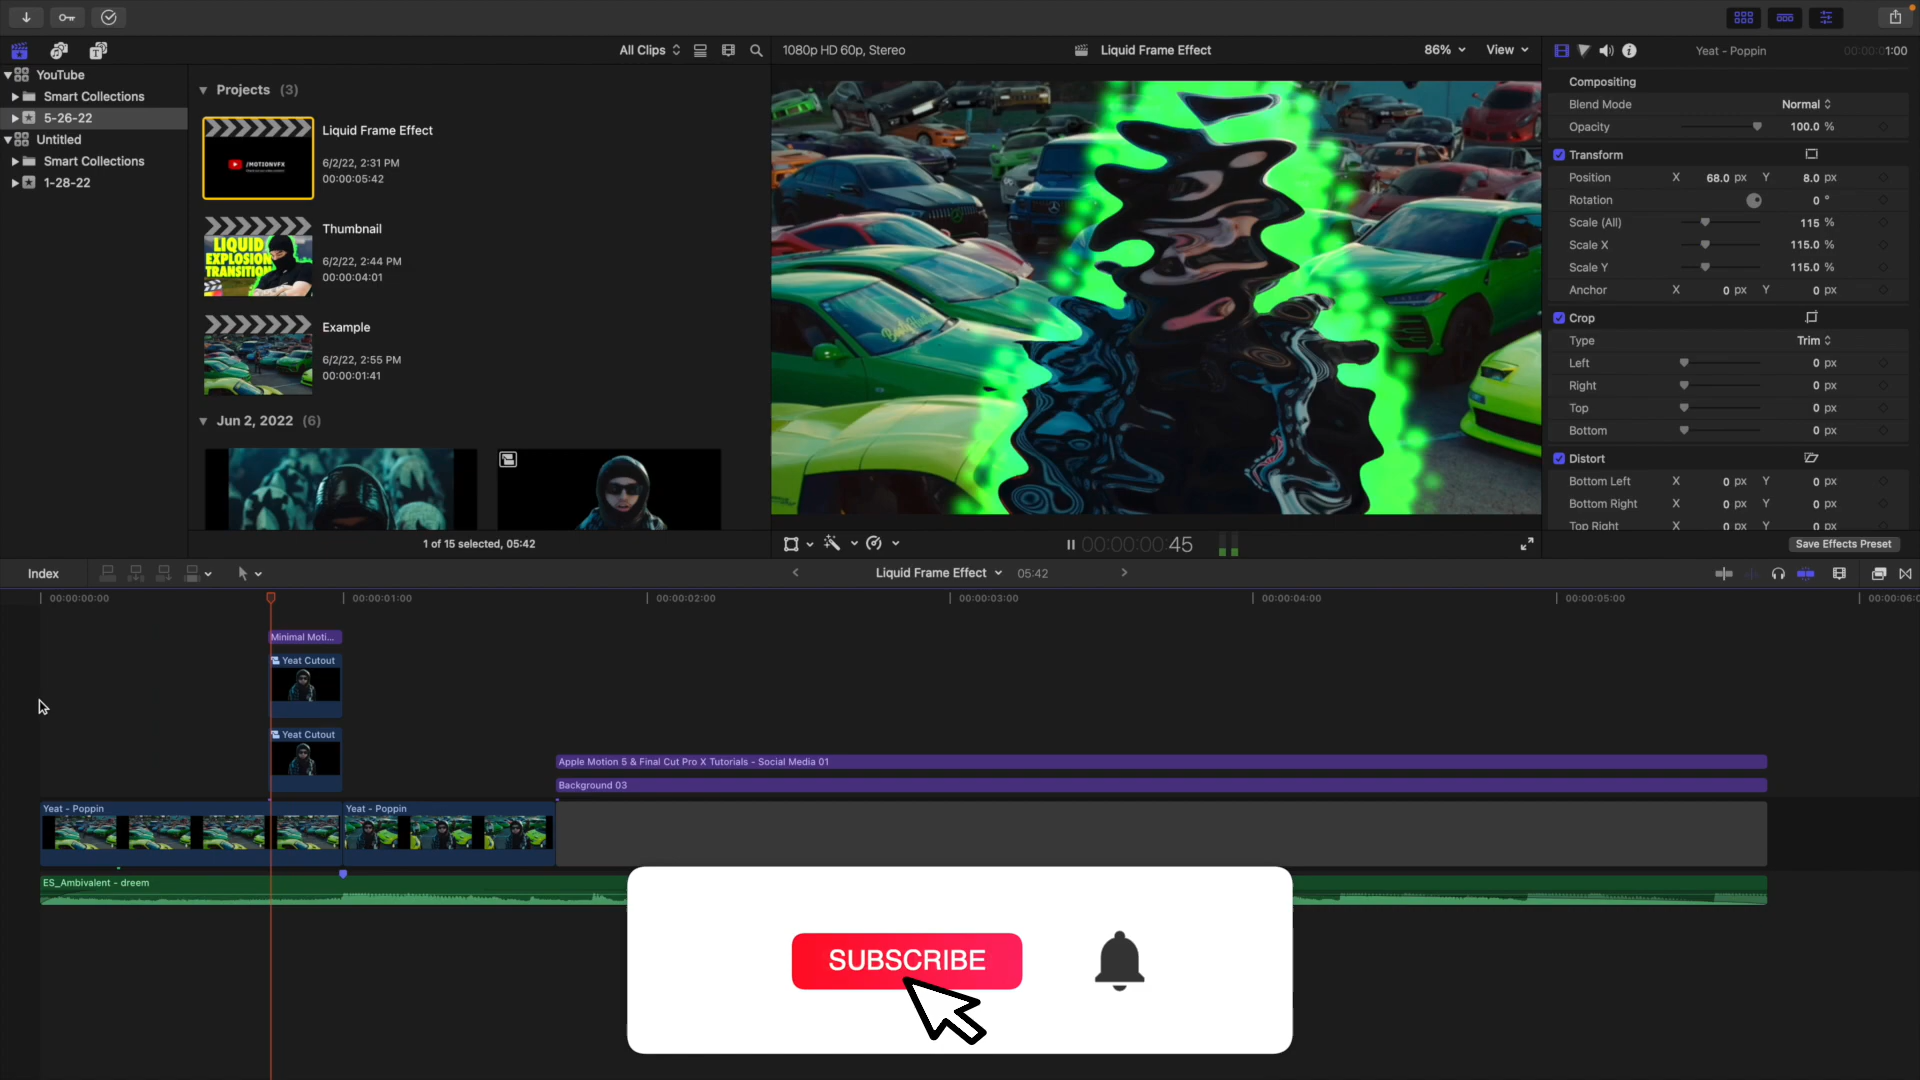 All Clips
1080p HD 60p, Stereo
Liquid Frame Effect
86%
View
Yeat - Poppin
00:00:01:00
YouTube
Smart Collections
5-26-22
Untitled
Smart Collections
1-28-22
Projects (3)
/MOTIONVFX
Liquid Frame Effect
6/2/22, 2:31 PM
00:00:05:42
LIQUID
EXPLOSION
TRANSITION
Thumbnail
6/2/22, 2:44 PM
00:00:04:01
Example
6/2/22, 2:55 PM
00:00:01:41
Jun 2, 2022 (6)
1 of 15 selected, 05:42
00:00:00:45
Compositing
Blend Mode Normal
Opacity 100.0 %
Transform
Position X 68.0 px Y 8.0 px
Rotation 0 °
Scale (All) 115 %
Scale X 115.0 %
Scale Y 115.0 %
Anchor X 0 px Y 0 px
Crop
Type Trim
Left 0 px
Right 0 px
Top 0 px
Bottom 0 px
Distort
Bottom Left X 0 px Y 0 px
Bottom Right X 0 px Y 0 px
Top Right X 0 px Y 0 px
Save Effects Preset
Index
Liquid Frame Effect
05:42
00:00:00:00
00:00:01:00
00:00:02:00
00:00:03:00
00:00:04:00
00:00:05:00
00:00:06:0
Minimal Moti...
Yeat Cutout
Yeat Cutout
Apple Motion 5 & Final Cut Pro X Tutorials - Social Media 01
Background 03
Yeat - Poppin
Yeat - Poppin
ES_Ambivalent - dreem
SUBSCRIBE